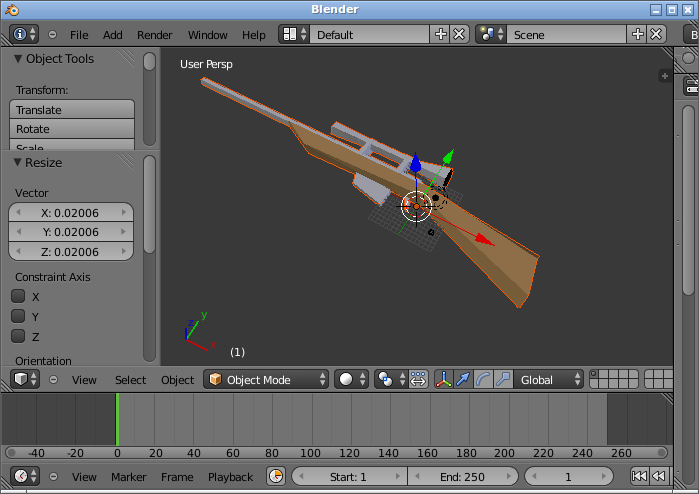 Blender
File Add Render Window Help Default Scene
Object Tools
User Persp
Transform:
Translate
Rotate
Scale
Resize
Vector
X: 0.02006
Y: 0.02006
Z: 0.02006
Constraint Axis
X
Y
Z
Orientation
z y x
(1)
View Select Object Object Mode Global
-40 -20 0 20 40 60 80 100 120 140 160 180 200 220 240 260
View Marker Frame Playback Start: 1 End: 250 1